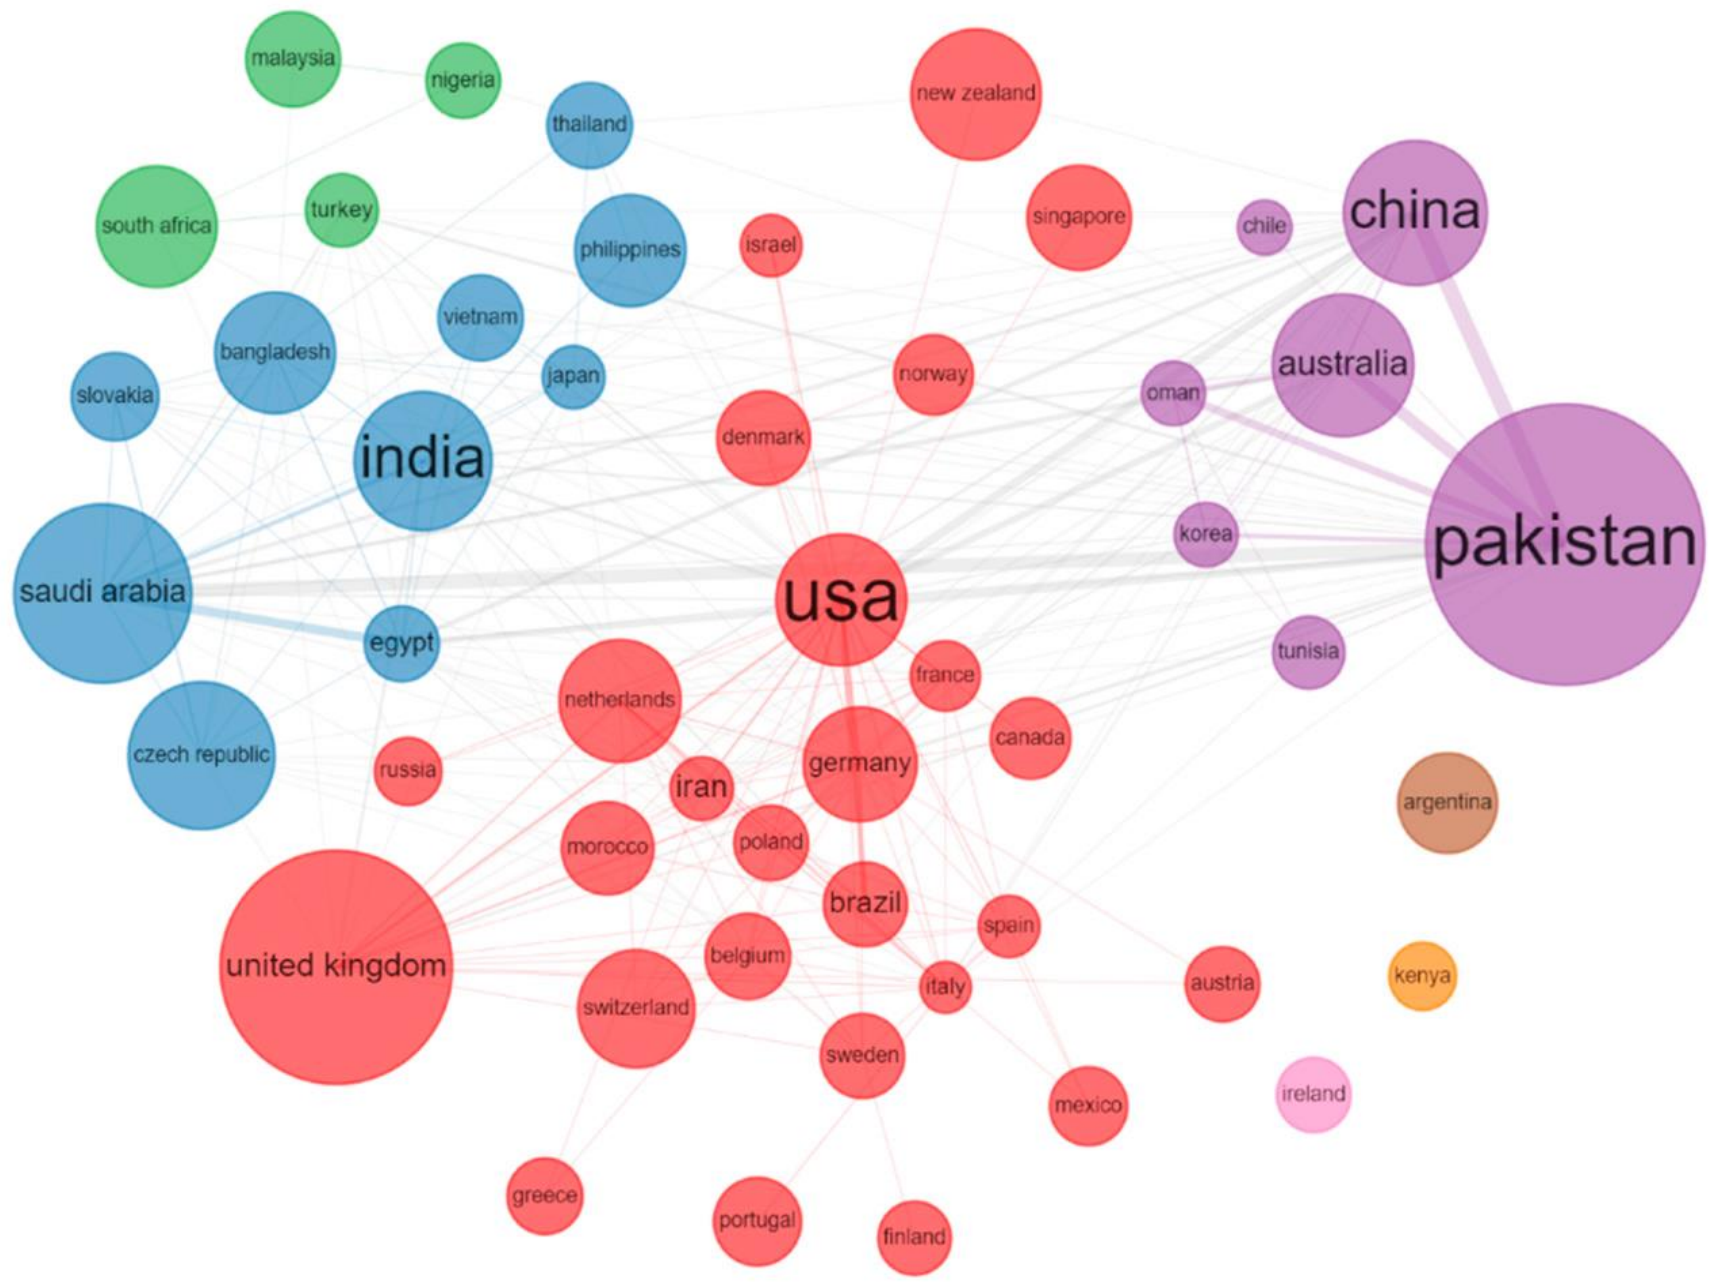 malaysia
nigeria
new zealand
thailand
china
singapore
turkey
south africa
chile
israel
philippines
vietnam
bangladesh
australia
norway
japan
slovakia
oman
denmark
india
korea
pakistan
saudi arabia
usa
egypt
tunisia
france
netherlands
canada
czech republic
germany
russia
iran
argentina
poland
morocco
brazil
spain
belgium
united kingdom
kenya
austria
italy
switzerland
sweden
ireland
mexico
greece
portugal
finland